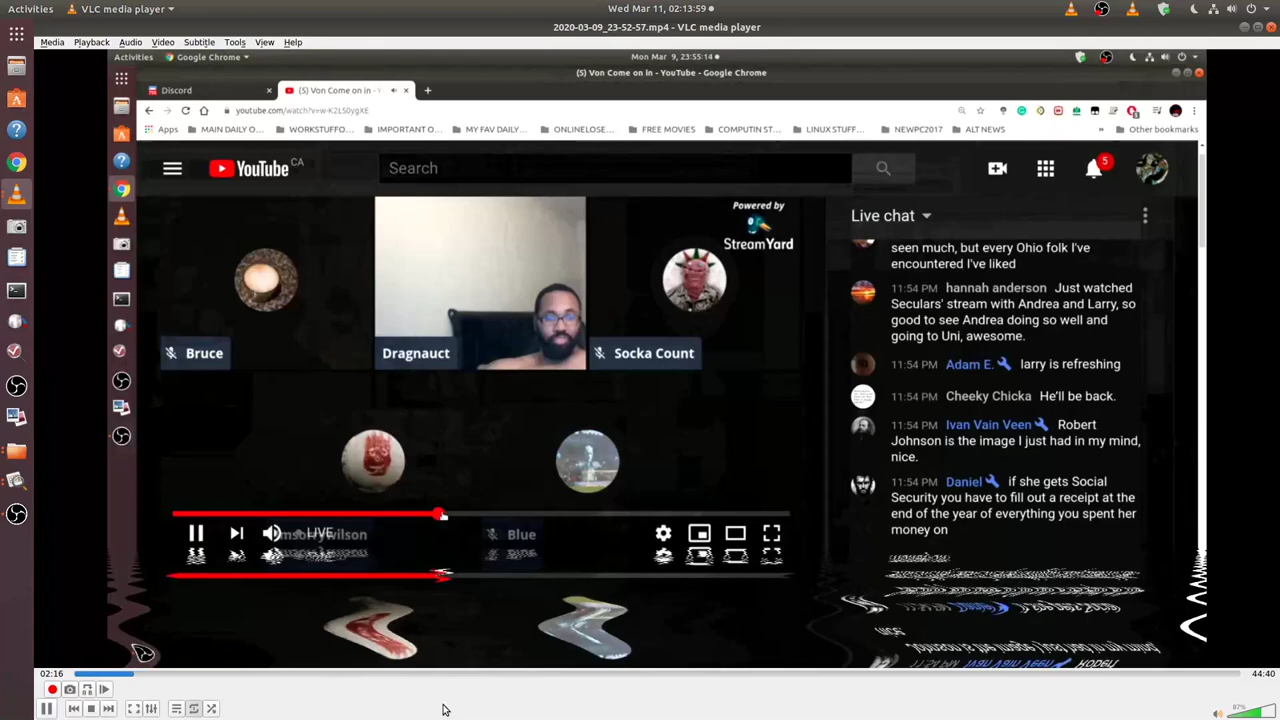 Activities VLC media player Wed Mar 11, 02:13:59
2020-03-09_23-52-57.mp4 - VLC media player
Media Playback Audio Video Subtitle Tools View Help
Activities Google Chrome Mon Mar 9, 23:55:14
(5) Von Come on In - YouTube - Google Chrome
Discord × (5) Von Come on in - Y ×
Apps MAIN DAILY O... WORKSTUFFO... IMPORTANT O... MY FAV DAILY... ONLINELOSE... FREE MOVIES COMPUTIN ST... LINUX STUFF... NEWPC2017 ALT NEWS » Other bookmarks
YouTube CA Search 5
Powered by
StreamYard
Bruce Dragnauct Socka Count
LIVE Blue
Live chat
seen much, but every Ohio folk I've
encountered I've liked
11:54 PM hannah anderson Just watched
Seculars' stream with Andrea and Larry, so
good to see Andrea doing so well and
going to Uni, awesome.
11:54 PM Adam E. larry is refreshing
11:54 PM Cheeky Chicka He'll be back.
11:54 PM Ivan Vain Veen Robert
Johnson is the image I just had in my mind,
nice.
11:54 PM Daniel if she gets Social
Security you have to fill out a receipt at the
end of the year of everything you spent her
money on
02:16 44:40
87%